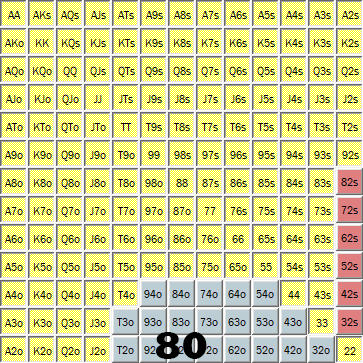 AA AKs AQs AJs ATs A9s A8s A7s A6s A5s A4s A3s A2s
AKo KK KQs KJs KTs K9s K8s K7s K6s K5s K4s K3s K2s
AQo KQo QQ QJs QTs Q9s Q8s Q7s Q6s Q5s Q4s Q3s Q2s
AJo KJo QJo JJ JTs J9s J8s J7s J6s J5s J4s J3s J2s
ATo KTo QTo JTo TT T9s T8s T7s T6s T5s T4s T3s T2s
A9o K9o Q9o J9o T9o 99 98s 97s 96s 95s 94s 93s 92s
A8o K8o Q8o J8o T8o 98o 88 87s 86s 85s 84s 83s 82s
A7o K7o Q7o J7o T7o 97o 87o 77 76s 75s 74s 73s 72s
A6o K6o Q6o J6o T6o 96o 86o 76o 66 65s 64s 63s 62s
A5o K5o Q5o J5o T5o 95o 85o 75o 65o 55 54s 53s 52s
A4o K4o Q4o J4o T4o 94o 84o 74o 64o 54o 44 43s 42s
A3o K3o Q3o J3o T3o 93o 83o 73o 63o 53o 43o 33 32s
A2o K2o Q2o J2o T2o 62o 52o 42o 32o 22
80